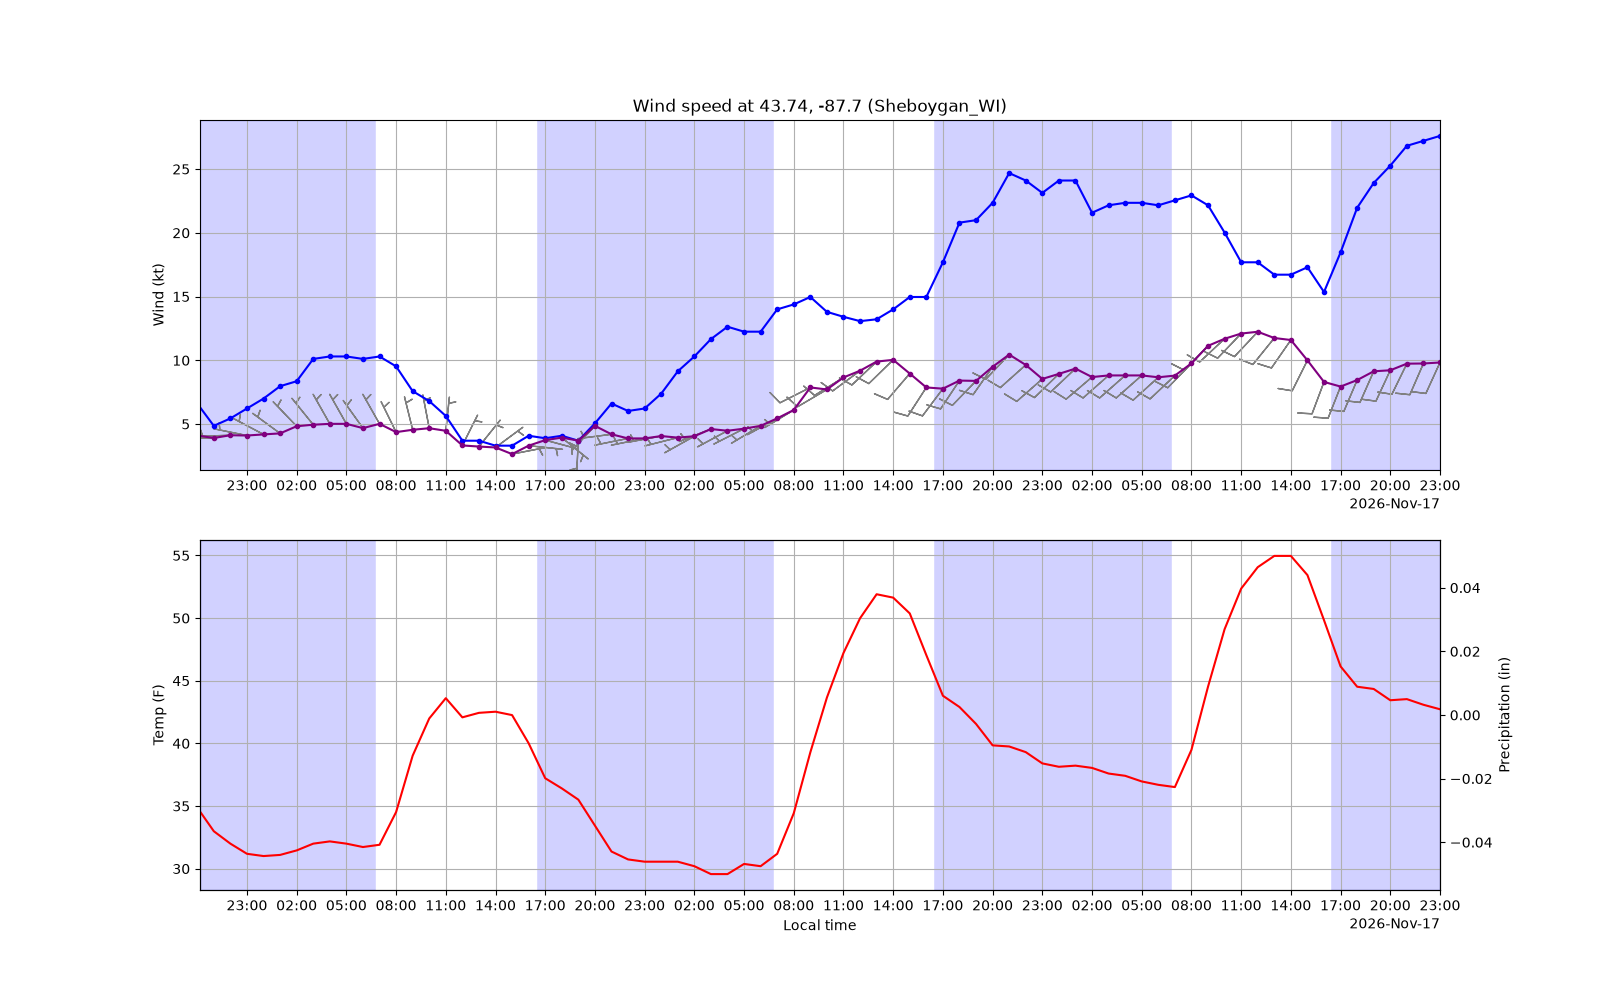 Wind speed at 43.74, -87.7 (Sheboygan_WI)
Wind (kt)
25
20
15
10
5
23:00 02:00 05:00 08:00 11:00 14:00 17:00 20:00 23:00 02:00 05:00 08:00 11:00 14:00 17:00 20:00 23:00 02:00 05:00 08:00 11:00 14:00 17:00 20:00 23:00
2026-Nov-17
Temp (F)
55
50
45
40
35
30
0.04
0.02
0.00
−0.02
−0.04
Precipitation (in)
23:00 02:00 05:00 08:00 11:00 14:00 17:00 20:00 23:00 02:00 05:00 08:00 11:00 14:00 17:00 20:00 23:00 02:00 05:00 08:00 11:00 14:00 17:00 20:00 23:00
Local time
2026-Nov-17